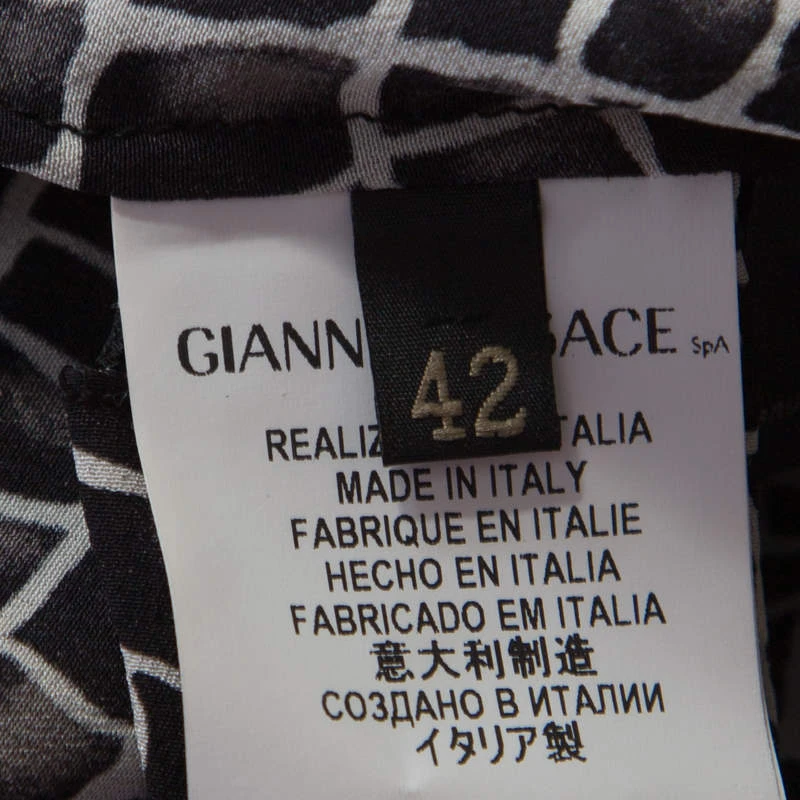 GIANN SACE SpA
42
REALIZ TALIA
MADE IN ITALY
FABRIQUE EN ITALIE
HECHO EN ITALIA
FABRICADO EM ITALIA
意大利制造
СОЗДАНО В ИТАЛИИ
イタリア製